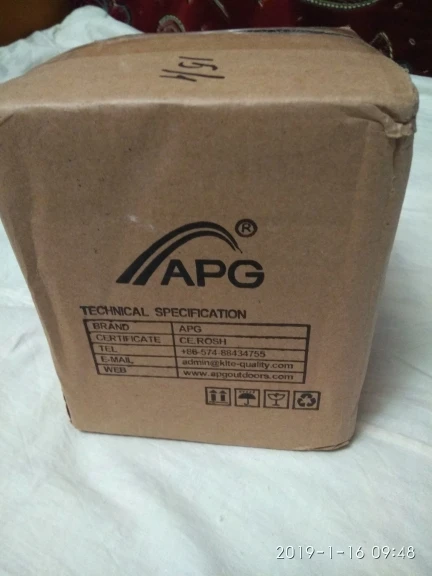 15/1
®
APG
TECHNICAL SPECIFICATION
BRAND APG
CERTIFICATE CE,ROSH
TEL +86-574-88434755
E-MAIL admin@kite-quality.com
WEB www.apgoutdoors.com
2019-1-16 09:48